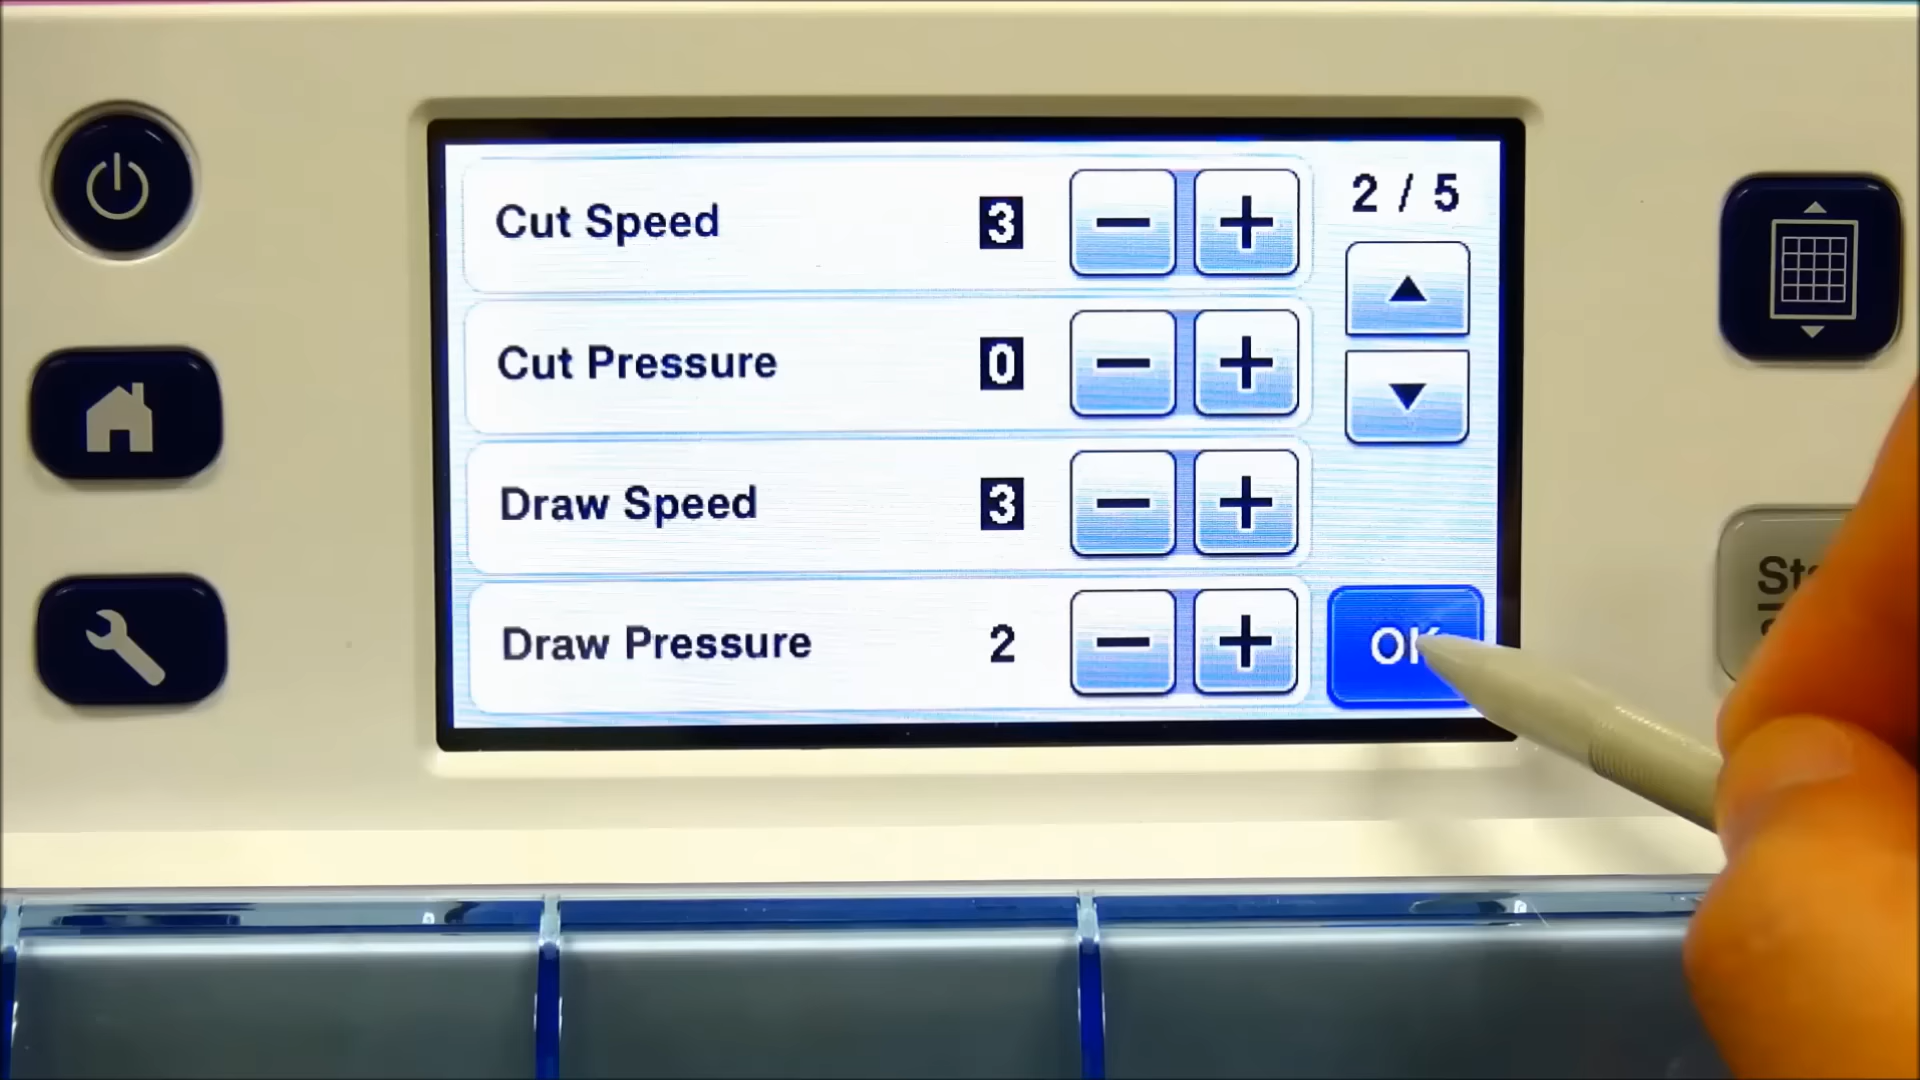 Cut Speed 3 − + 2 / 5
Cut Pressure 0 − +
Draw Speed 3 − +
Draw Pressure 2 − +